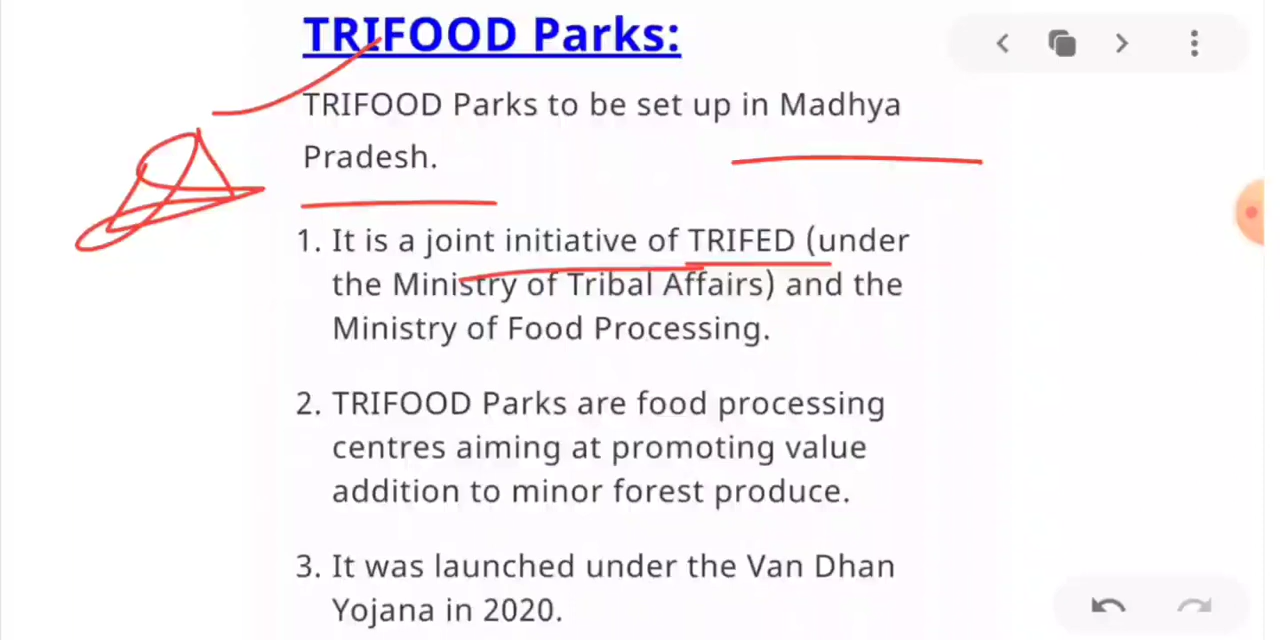 TRIFOOD Parks:
TRIFOOD Parks to be set up in Madhya
Pradesh.
1. It is a joint initiative of TRIFED (under
the Ministry of Tribal Affairs) and the
Ministry of Food Processing.
2. TRIFOOD Parks are food processing
centres aiming at promoting value
addition to minor forest produce.
3. It was launched under the Van Dhan
Yojana in 2020.